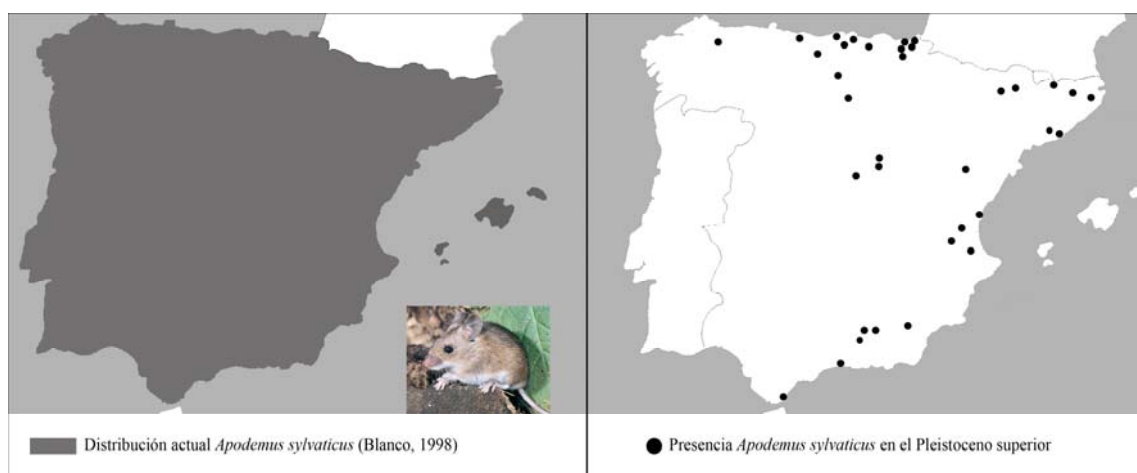 Distribución actual Apodemus sylvaticus (Blanco, 1998)
Presencia Apodemus sylvaticus en el Pleistoceno superior